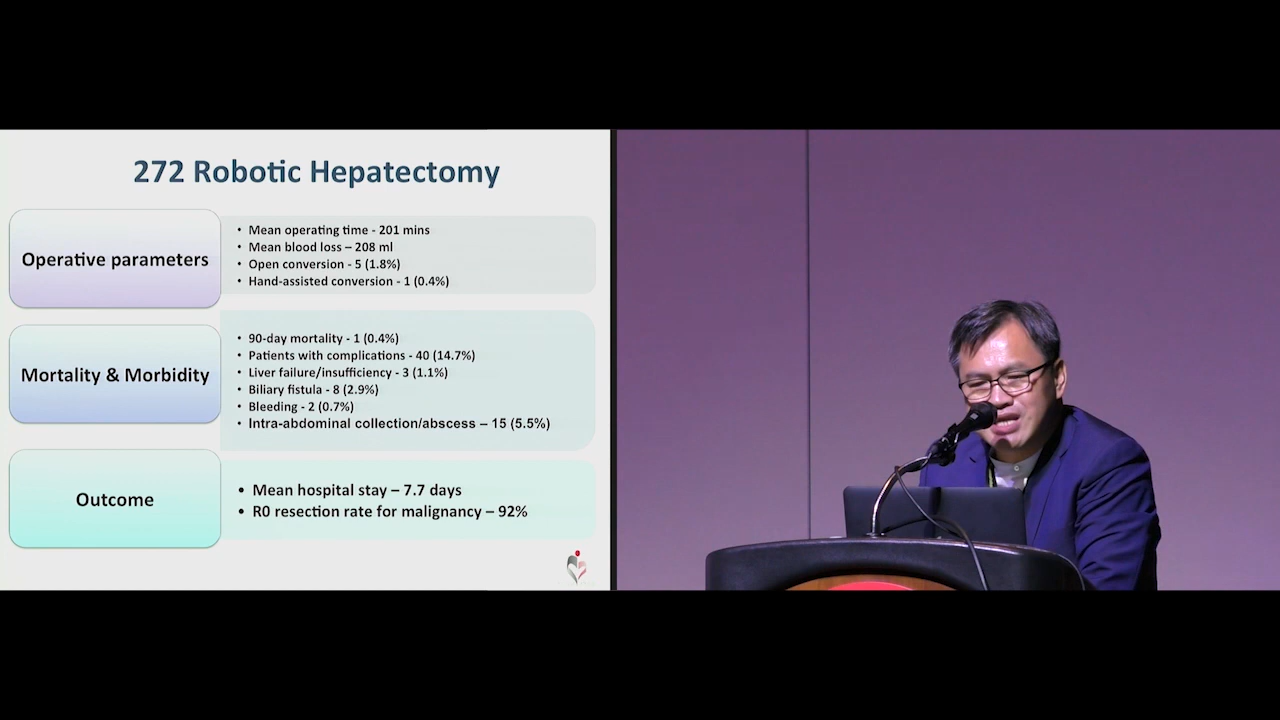 272 Robotic Hepatectomy
Operative parameters
• Mean operating time - 201 mins
• Mean blood loss – 208 ml
• Open conversion - 5 (1.8%)
• Hand-assisted conversion - 1 (0.4%)
Mortality & Morbidity
• 90-day mortality - 1 (0.4%)
• Patients with complications - 40 (14.7%)
• Liver failure/insufficiency - 3 (1.1%)
• Biliary fistula - 8 (2.9%)
• Bleeding - 2 (0.7%)
• Intra-abdominal collection/abscess – 15 (5.5%)
Outcome
• Mean hospital stay – 7.7 days
• R0 resection rate for malignancy – 92%